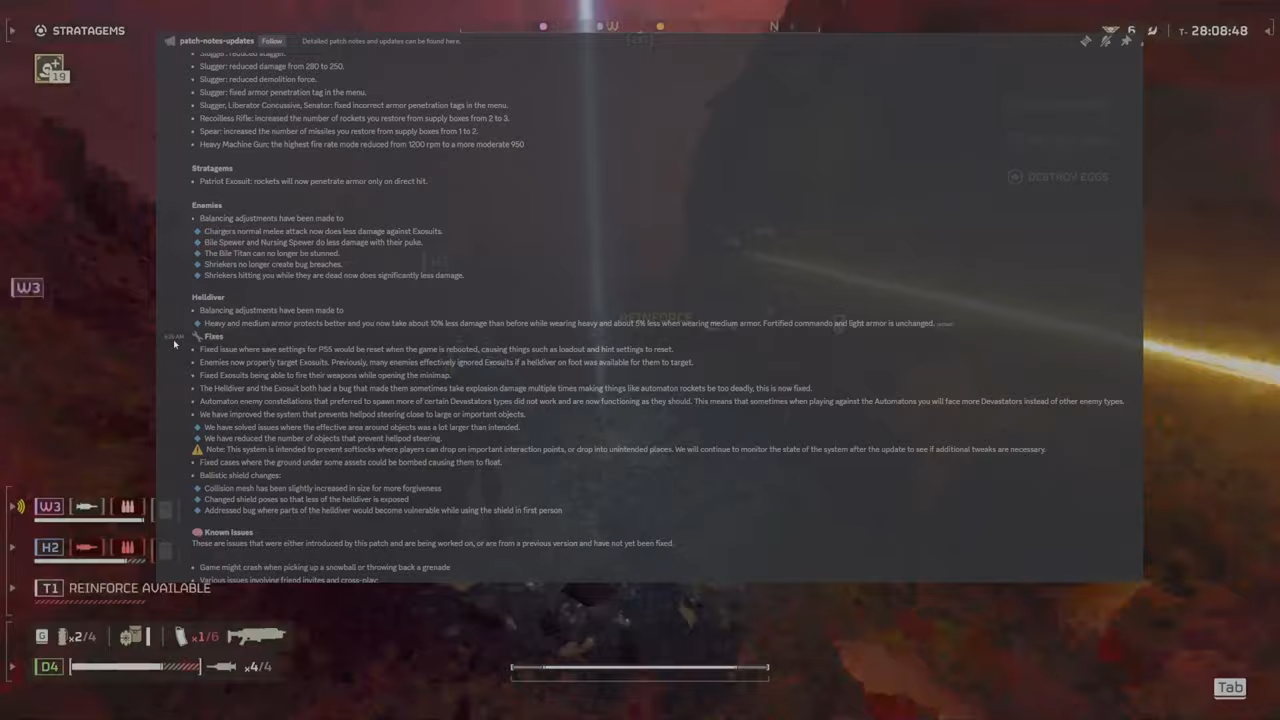 STRATAGEMS
W
N
6
T- 28:08:48
patch-notes-updates Follow Detailed patch notes and updates can be found here.
19
Slugger: reduced stagger.
Slugger: reduced damage from 280 to 250.
Slugger: reduced demolition force.
Slugger: fixed armor penetration tag in the menu.
Slugger, Liberator Concussive, Senator: fixed incorrect armor penetration tags in the menu.
Recoilless Rifle: increased the number of rockets you restore from supply boxes from 2 to 3.
Spear: increased the number of missiles you restore from supply boxes from 1 to 2.
Heavy Machine Gun; the highest fire rate mode reduced from 1200 rpm to a more moderate 950
Stratagems
Patriot Exosuit: rockets will now penetrate armor only on direct hit.
DESTROY EGGS
Enemies
Balancing adjustments have been made to
Chargers normal melee attack now does less damage against Exosuits.
Bile Spewer and Nursing Spewer do less damage with their puke.
The Bile Titan can no longer be stunned.
Shriekers no longer create bug breaches.
Shriekers hitting you while they are dead now does significantly less damage.
W3
Helldiver
Balancing adjustments have been made to
REINFORCE
Heavy and medium armor protects better and you now take about 10% less damage than before while wearing heavy and about 5% less when wearing medium armor. Fortified commando and light armor is unchanged. (edited)
Fixes
Fixed issue where save settings for PS5 would be reset when the game is rebooted, causing things such as loadout and hint settings to reset.
Enemies now properly target Exosuits. Previously, many enemies effectively ignored Exosuits if a helldiver on foot was available for them to target.
Fixed Exosuits being able to fire their weapons while opening the minimap.
The Helldiver and the Exosuit both had a bug that made them sometimes take explosion damage multiple times making things like automaton rockets be too deadly, this is now fixed.
Automaton enemy constellations that preferred to spawn more of certain Devastators types did not work and are now functioning as they should. This means that sometimes when playing against the Automatons you will face more Devastators instead of other enemy types.
We have improved the system that prevents hellpod steering close to large or important objects.
We have solved issues where the effective area around objects was a lot larger than intended.
We have reduced the number of objects that prevent hellpod steering.
Note: This system is intended to prevent softlocks where players can drop on important interaction points, or drop into unintended places. We will continue to monitor the state of the system after the update to see if additional tweaks are necessary.
Fixed cases where the ground under some assets could be bombed causing them to float.
Ballistic shield changes:
Collision mesh has been slightly increased in size for more forgiveness
Changed shield poses so that less of the helldiver is exposed
Addressed bug where parts of the helldiver would become vulnerable while using the shield in first person
W3
Known Issues
These are issues that were either introduced by this patch and are being worked on, or are from a previous version and have not yet been fixed.
H2
Game might crash when picking up a snowball or throwing back a grenade
Various issues involving friend invites and cross-play:
T1 REINFORCE AVAILABLE
G x2/4 x1/6
D4 x4/4
Tab